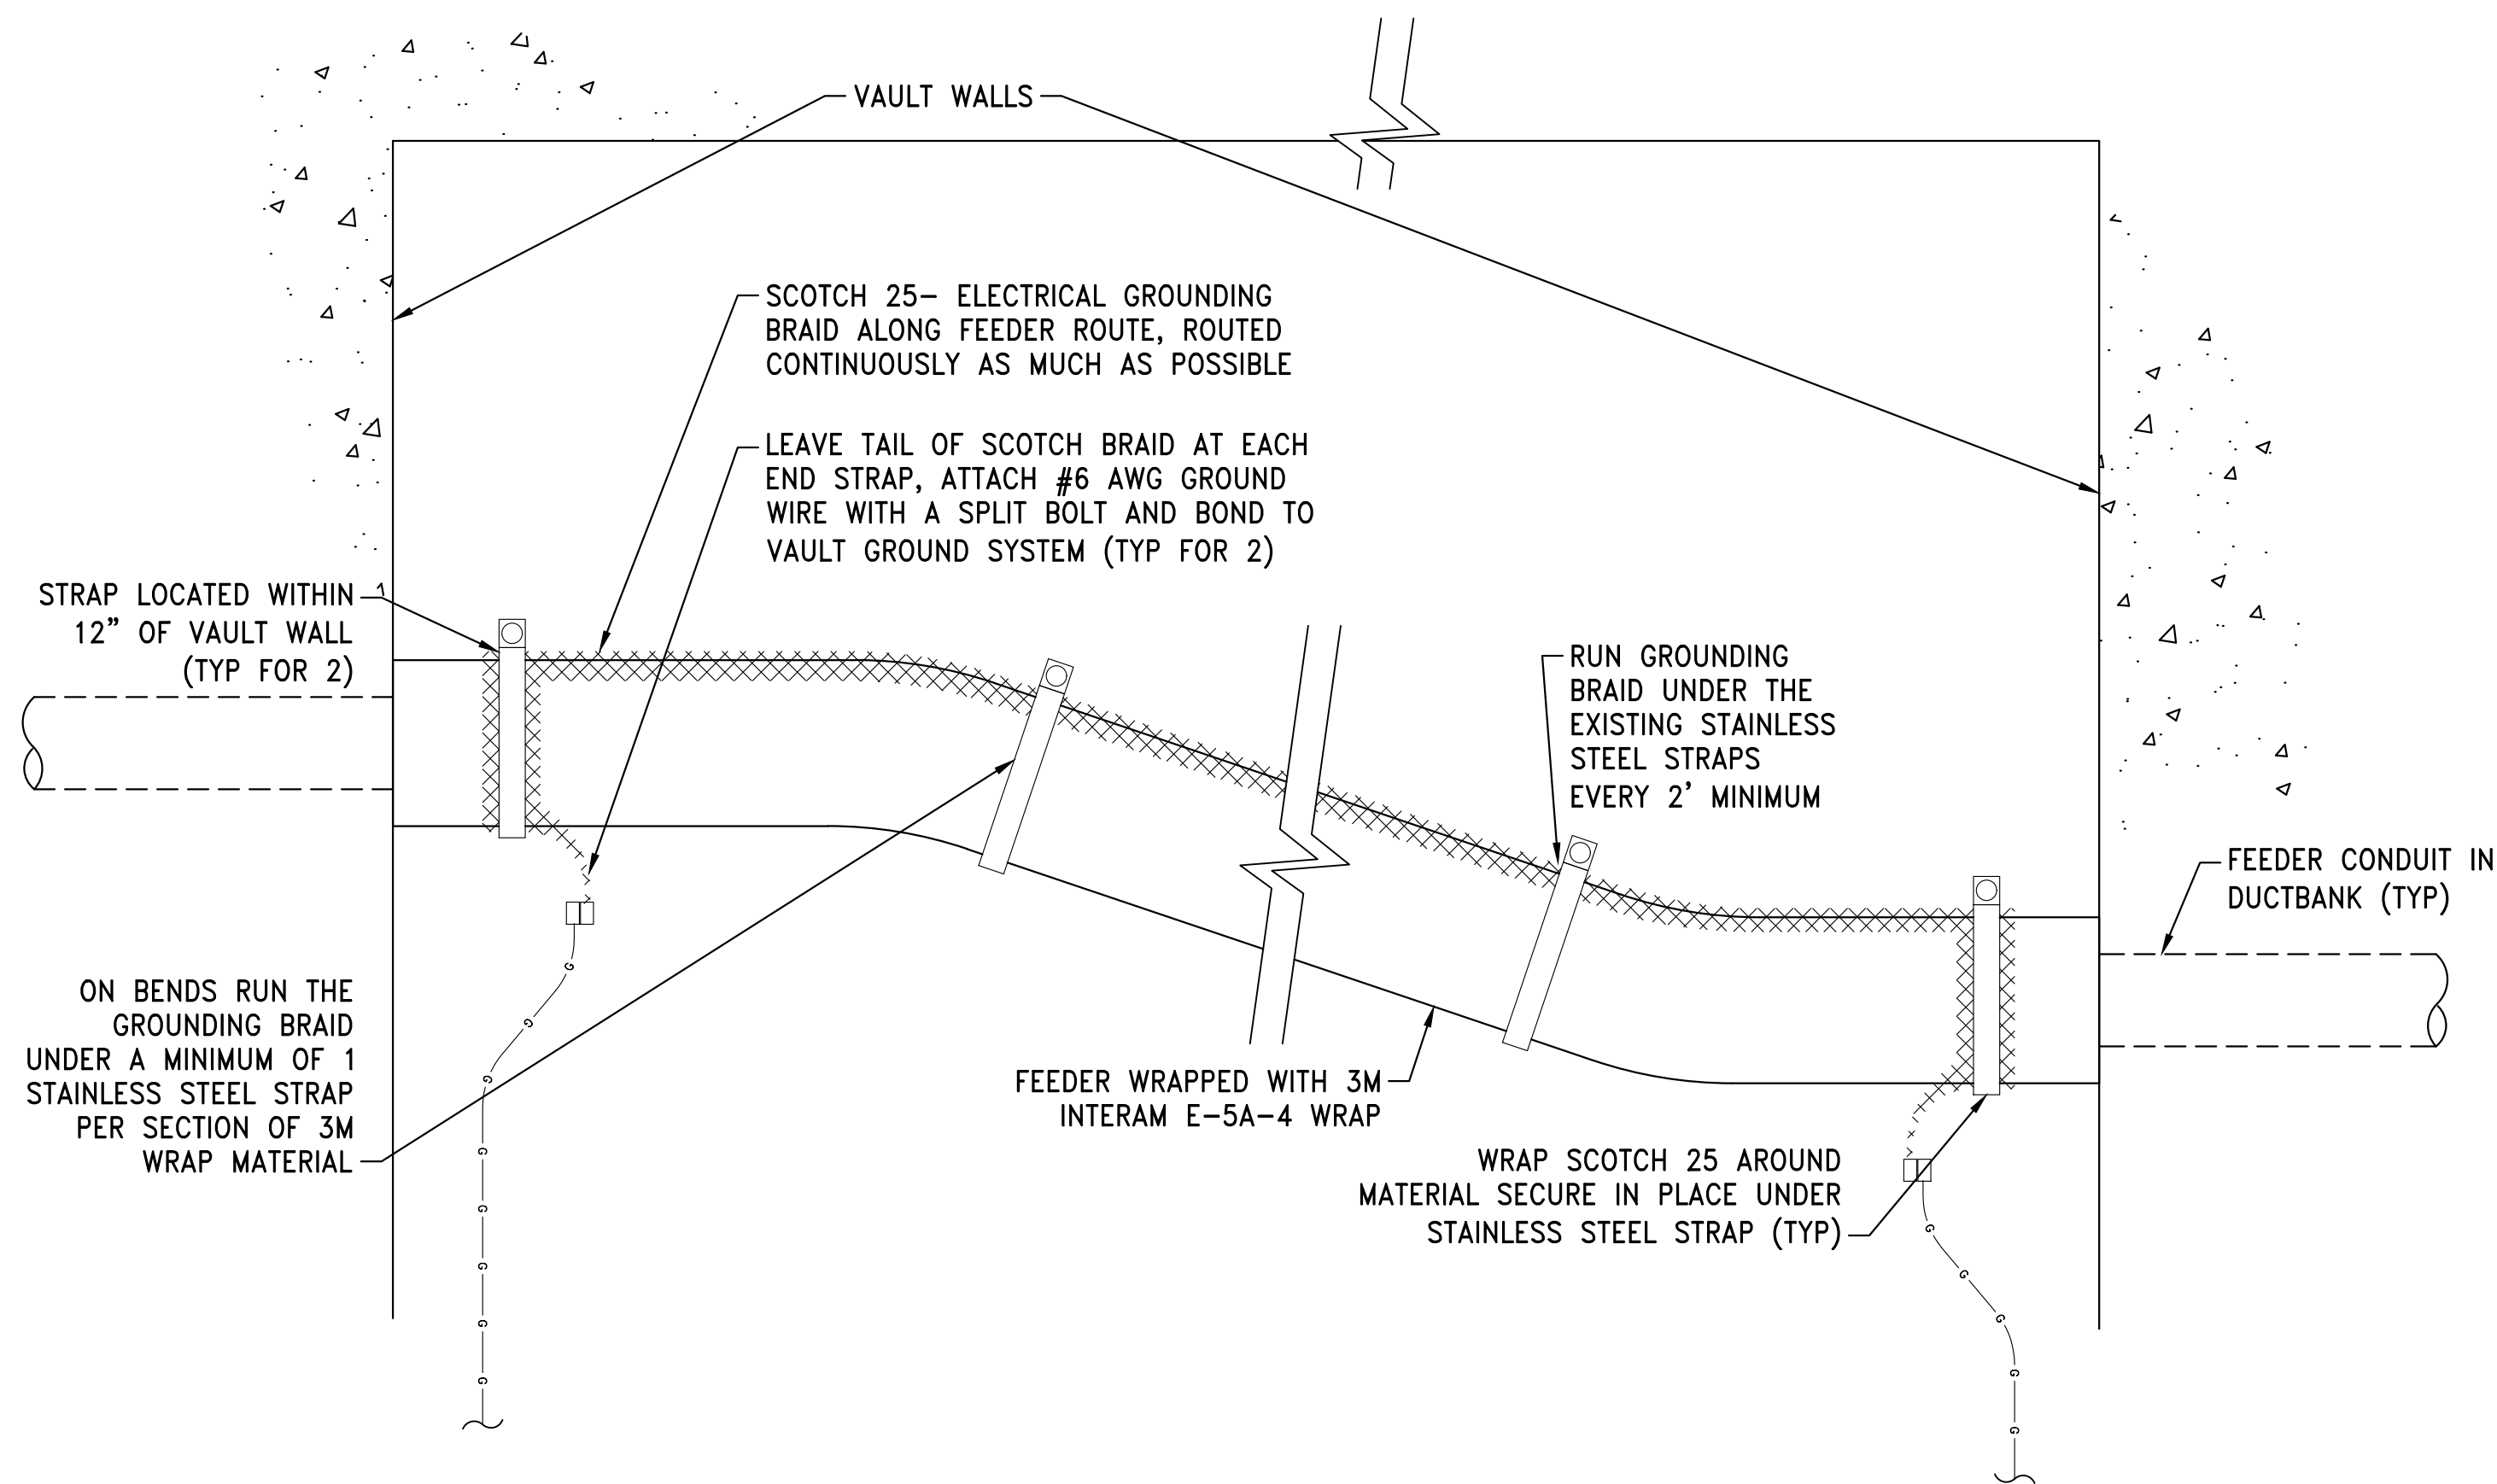 VAULT WALLS
SCOTCH 25- ELECTRICAL GROUNDING
BRAID ALONG FEEDER ROUTE, ROUTED
CONTINUOUSLY AS MUCH AS POSSIBLE
LEAVE TAIL OF SCOTCH BRAID AT EACH
END STRAP, ATTACH #6 AWG GROUND
WIRE WITH A SPLIT BOLT AND BOND TO
VAULT GROUND SYSTEM (TYP FOR 2)
STRAP LOCATED WITHIN
12” OF VAULT WALL
(TYP FOR 2)
RUN GROUNDING
BRAID UNDER THE
EXISTING STAINLESS
STEEL STRAPS
EVERY 2’ MINIMUM
FEEDER CONDUIT IN
DUCTBANK (TYP)
ON BENDS RUN THE
GROUNDING BRAID
UNDER A MINIMUM OF 1
STAINLESS STEEL STRAP
PER SECTION OF 3M
WRAP MATERIAL
FEEDER WRAPPED WITH 3M
INTERAM E-5A-4 WRAP
WRAP SCOTCH 25 AROUND
MATERIAL SECURE IN PLACE UNDER
STAINLESS STEEL STRAP (TYP)
G
G
G
G
G
G
G
G
G
G
G
G
G